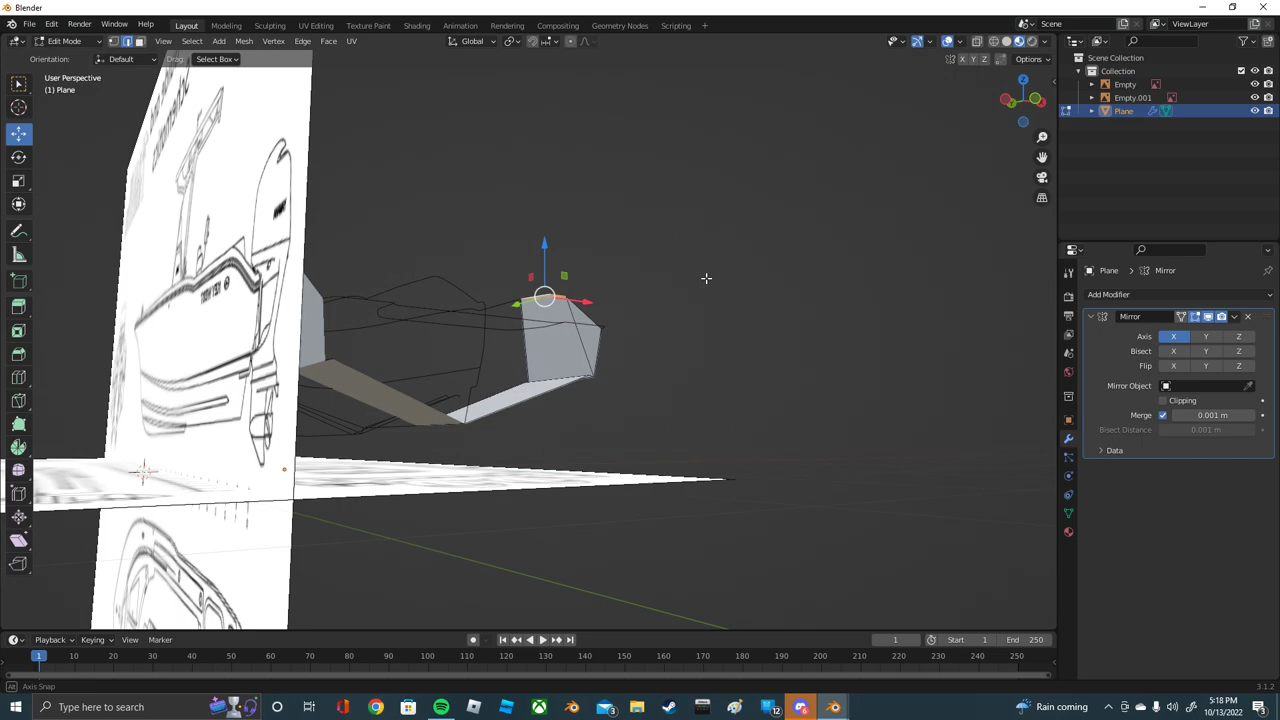 Blender
File Edit Render Window Help Layout Modeling Sculpting UV Editing Texture Paint Shading Animation Rendering Compositing Geometry Nodes Scripting + Scene ViewLayer
Edit Mode View Select Add Mesh Vertex Edge Face UV Global
Orientation: Default Drag: Select Box X Y Z Options
User Perspective
(1) Plane
Scene Collection
Collection
Empty
Empty.001
Plane
Plane > Mirror
Add Modifier
Mirror
Axis X Y Z
Bisect X Y Z
Flip X Y Z
Mirror Object
Clipping
Merge 0.001 m
Bisect Distance 0.001 m
Data
Z
Playback Keying View Marker 1 Start 1 End 250
1 10 20 30 40 50 60 70 80 90 100 110 120 130 140 150 160 170 180 190 200 210 220 230 240 250
Alt Axis Snap 3.1.2
Type here to search 3 12 Rain coming 5:18 PM
10/13/2022